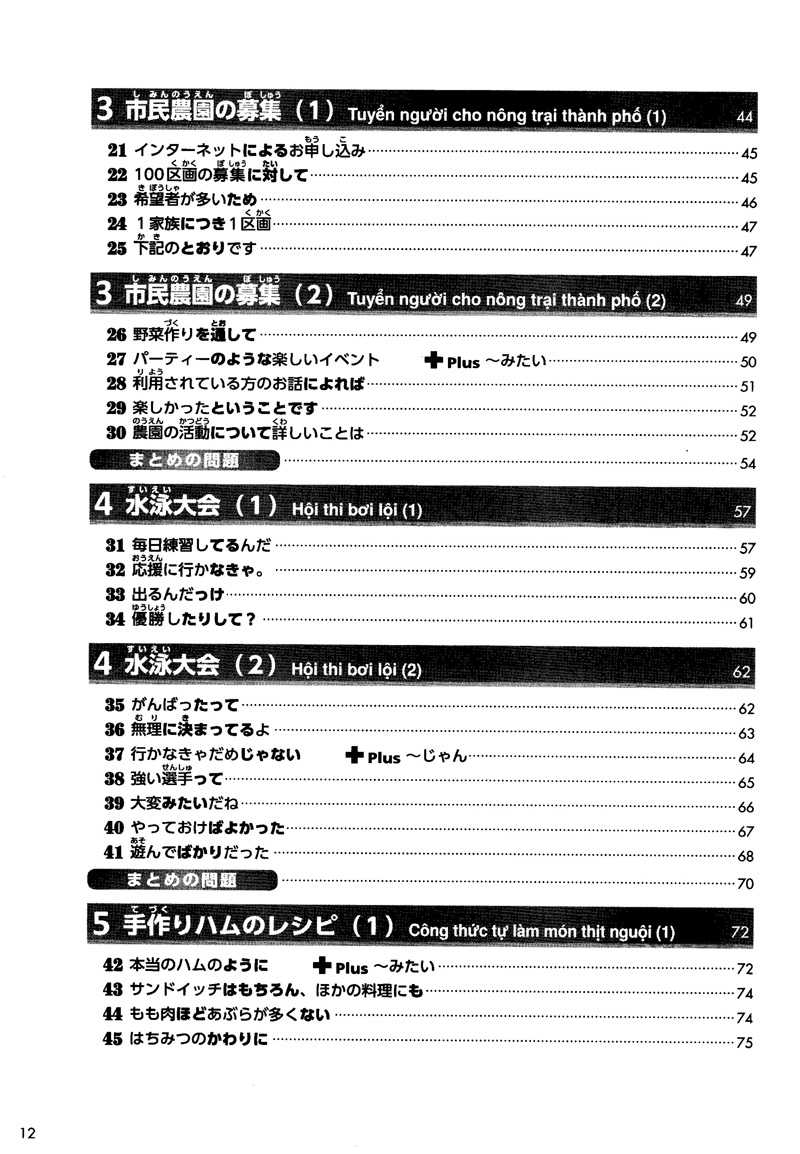 3 市民農園の募集（1） Tuyển người cho nông trại thành phố (1) 44
21 インターネットによるお申し込み 45
22 100区画の募集に対して 45
23 希望者が多いため 46
24 1家族につき1区画 47
25 下記のとおりです 47
3 市民農園の募集（2） Tuyển người cho nông trại thành phố (2) 49
26 野菜作りを通して 49
27 パーティーのような楽しいイベント ✚Plus ～みたい 50
28 利用されている方のお話によれば 51
29 楽しかったということです 52
30 農園の活動について詳しいことは 52
まとめの問題 54
4 水泳大会（1） Hội thi bơi lội (1) 57
31 毎日練習してるんだ 57
32 応援に行かなきゃ。 59
33 出るんだっけ 60
34 優勝したりして？ 61
4 水泳大会（2） Hội thi bơi lội (2) 62
35 がんばったって 62
36 無理に決まってるよ 63
37 行かなきゃだめじゃない ✚Plus ～じゃん 64
38 強い選手って 65
39 大変みたいだね 66
40 やっておけばよかった 67
41 遊んでばかりだった 68
まとめの問題 70
5 手作りハムのレシピ（1） Công thức tự làm món thịt nguội (1) 72
42 本当のハムのように ✚Plus ～みたい 72
43 サンドイッチはもちろん、ほかの料理にも 74
44 もも肉ほどあぶらが多くない 74
45 はちみつのかわりに 75
12